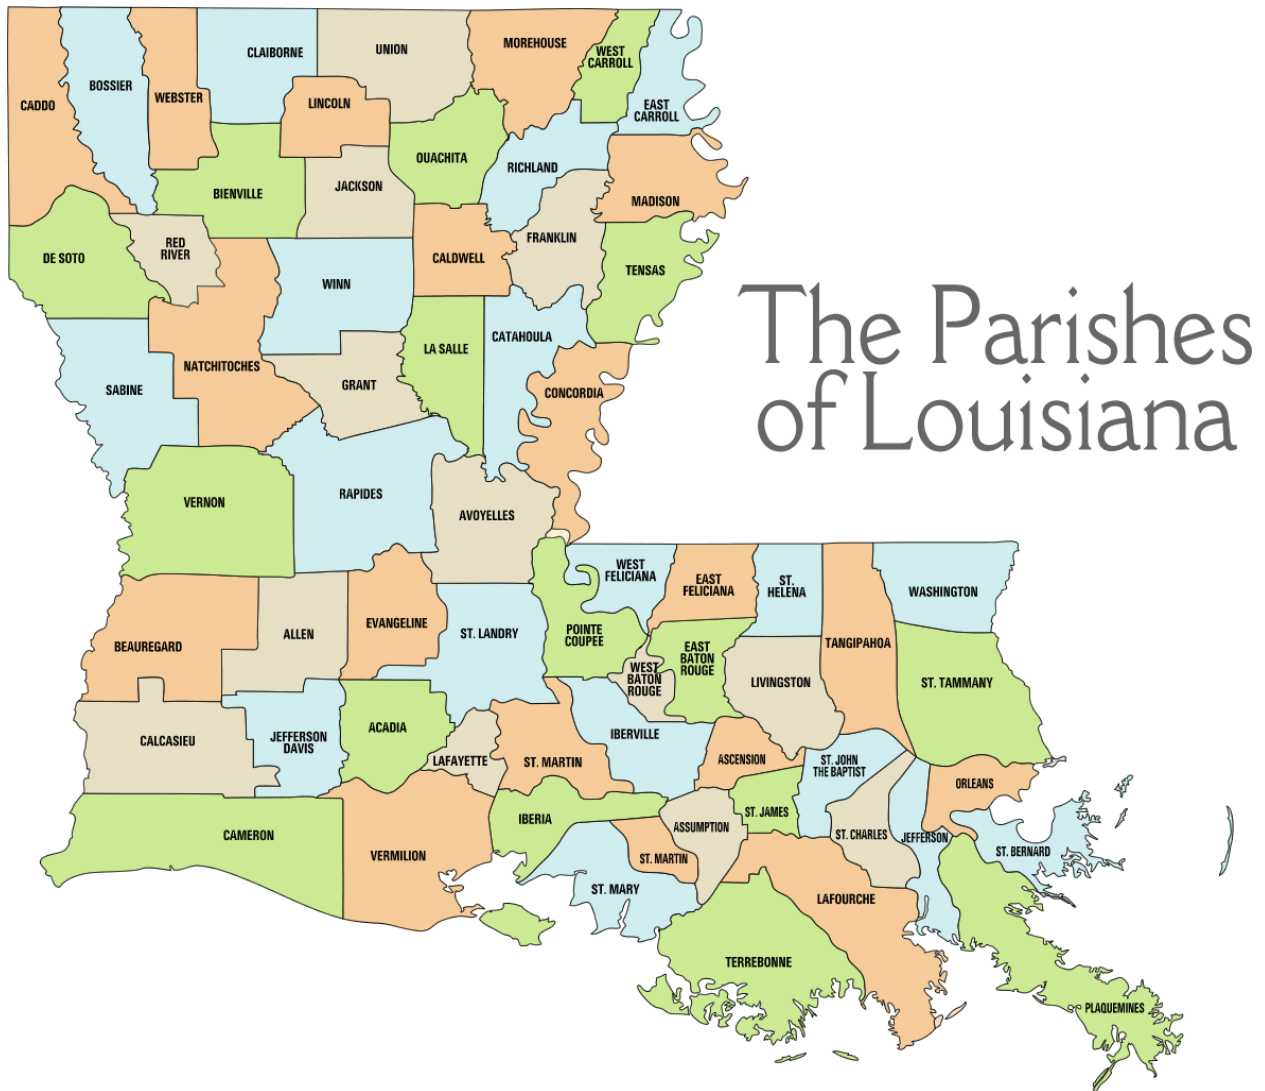 CLAIBORNE
UNION
MOREHOUSE
WEST
CARROLL
BOSSIER
WEBSTER
CADDO
LINCOLN
EAST
CARROLL
OUACHITA
RICHLAND
BIENVILLE
JACKSON
MADISON
DE SOTO
RED
RIVER
CALDWELL
FRANKLIN
TENSAS
WINN
The Parishes
of Louisiana
NATCHITOCHES
LA SALLE
CATAHOULA
SABINE
GRANT
CONCORDIA
VERNON
RAPIDES
AVOYELLES
WEST
FELICIANA
EAST
FELICIANA
ST.
HELENA
WASHINGTON
BEAUREGARD
ALLEN
EVANGELINE
ST. LANDRY
POINTE
COUPEE
EAST
BATON
ROUGE
TANGIPAHOA
WEST
BATON
ROUGE
LIVINGSTON
ST. TAMMANY
CALCASIEU
JEFFERSON
DAVIS
ACADIA
LAFAYETTE
ST. MARTIN
IBERVILLE
ASCENSION
ST. JOHN
THE BAPTIST
ORLEANS
CAMERON
VERMILION
IBERIA
ST. MARTIN
ASSUMPTION
ST. JAMES
ST. CHARLES
JEFFERSON
ST. BERNARD
ST. MARY
LAFOURCHE
TERREBONNE
PLAQUEMINES